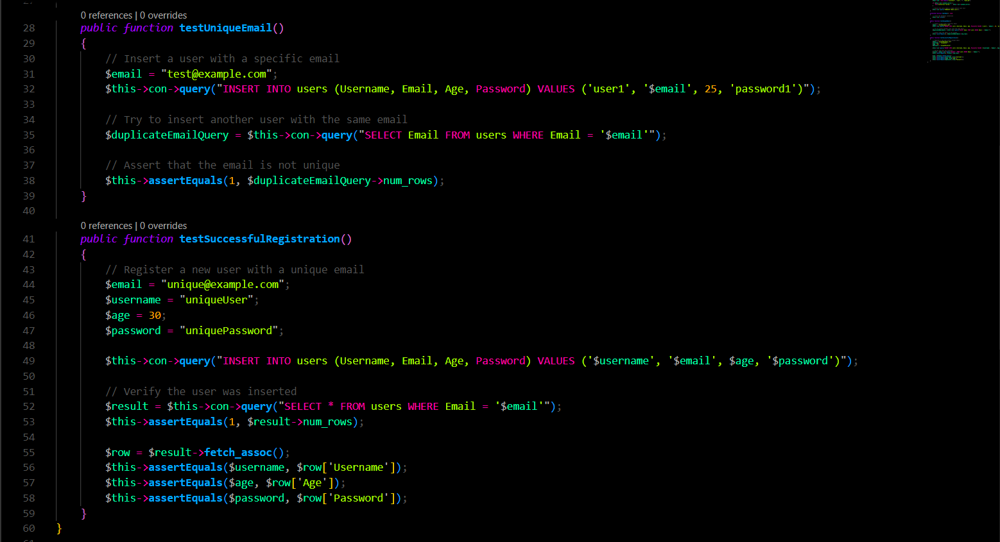 0 references | 0 overrides
28 public function testUniqueEmail()
29 {
30 // Insert a user with a specific email
31 $email = "test@example.com";
32 $this->con->query("INSERT INTO users (Username, Email, Age, Password) VALUES ('user1', '$email', 25, 'password1')");
33
34 // Try to insert another user with the same email
35 $duplicateEmailQuery = $this->con->query("SELECT Email FROM users WHERE Email = '$email'");
36
37 // Assert that the email is not unique
38 $this->assertEquals(1, $duplicateEmailQuery->num_rows);
39 }
40
0 references | 0 overrides
41 public function testSuccessfulRegistration()
42 {
43 // Register a new user with a unique email
44 $email = "unique@example.com";
45 $username = "uniqueUser";
46 $age = 30;
47 $password = "uniquePassword";
48
49 $this->con->query("INSERT INTO users (Username, Email, Age, Password) VALUES ('$username', '$email', $age, '$password')");
50
51 // Verify the user was inserted
52 $result = $this->con->query("SELECT * FROM users WHERE Email = '$email'");
53 $this->assertEquals(1, $result->num_rows);
54
55 $row = $result->fetch_assoc();
56 $this->assertEquals($username, $row['Username']);
57 $this->assertEquals($age, $row['Age']);
58 $this->assertEquals($password, $row['Password']);
59 }
60 }